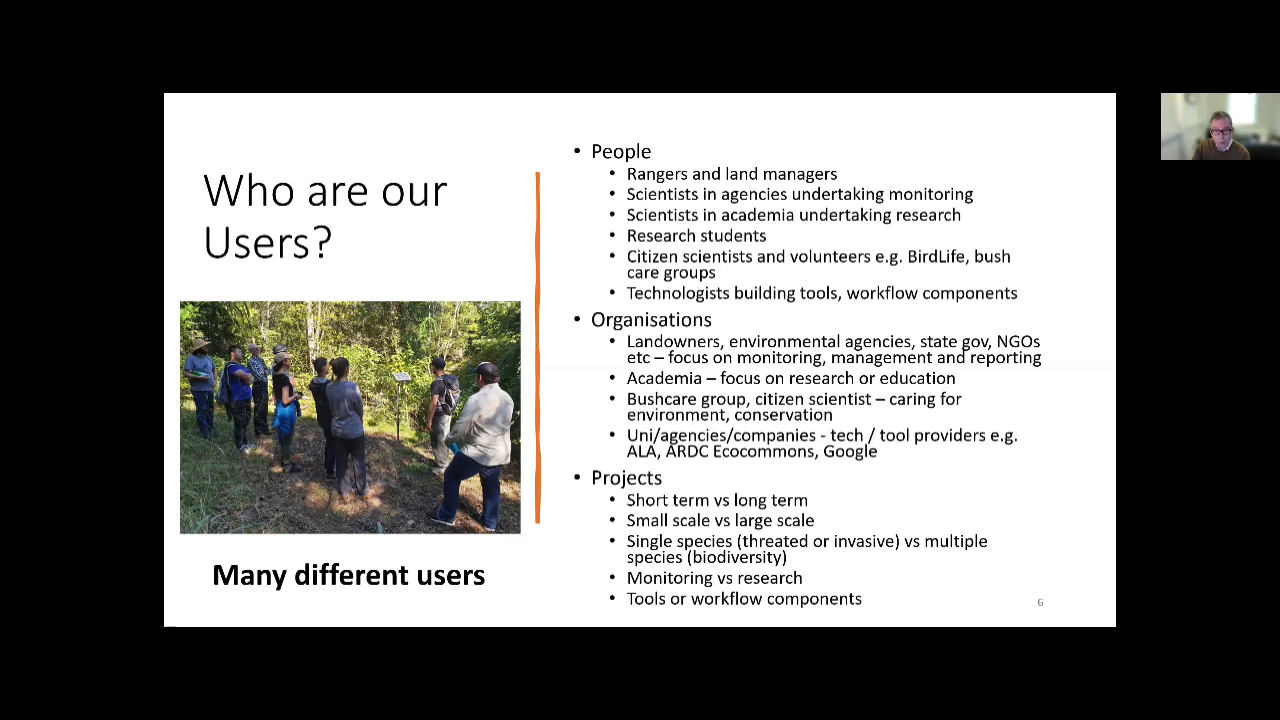 Who are our
Users?
Many different users
• People
• Rangers and land managers
• Scientists in agencies undertaking monitoring
• Scientists in academia undertaking research
• Research students
• Citizen scientists and volunteers e.g. BirdLife, bush
care groups
• Technologists building tools, workflow components
• Organisations
• Landowners, environmental agencies, state gov, NGOs
etc – focus on monitoring, management and reporting
• Academia – focus on research or education
• Bushcare group, citizen scientist – caring for
environment, conservation
• Uni/agencies/companies - tech / tool providers e.g.
ALA, ARDC Ecocommons, Google
• Projects
• Short term vs long term
• Small scale vs large scale
• Single species (threated or invasive) vs multiple
species (biodiversity)
• Monitoring vs research
• Tools or workflow components
6